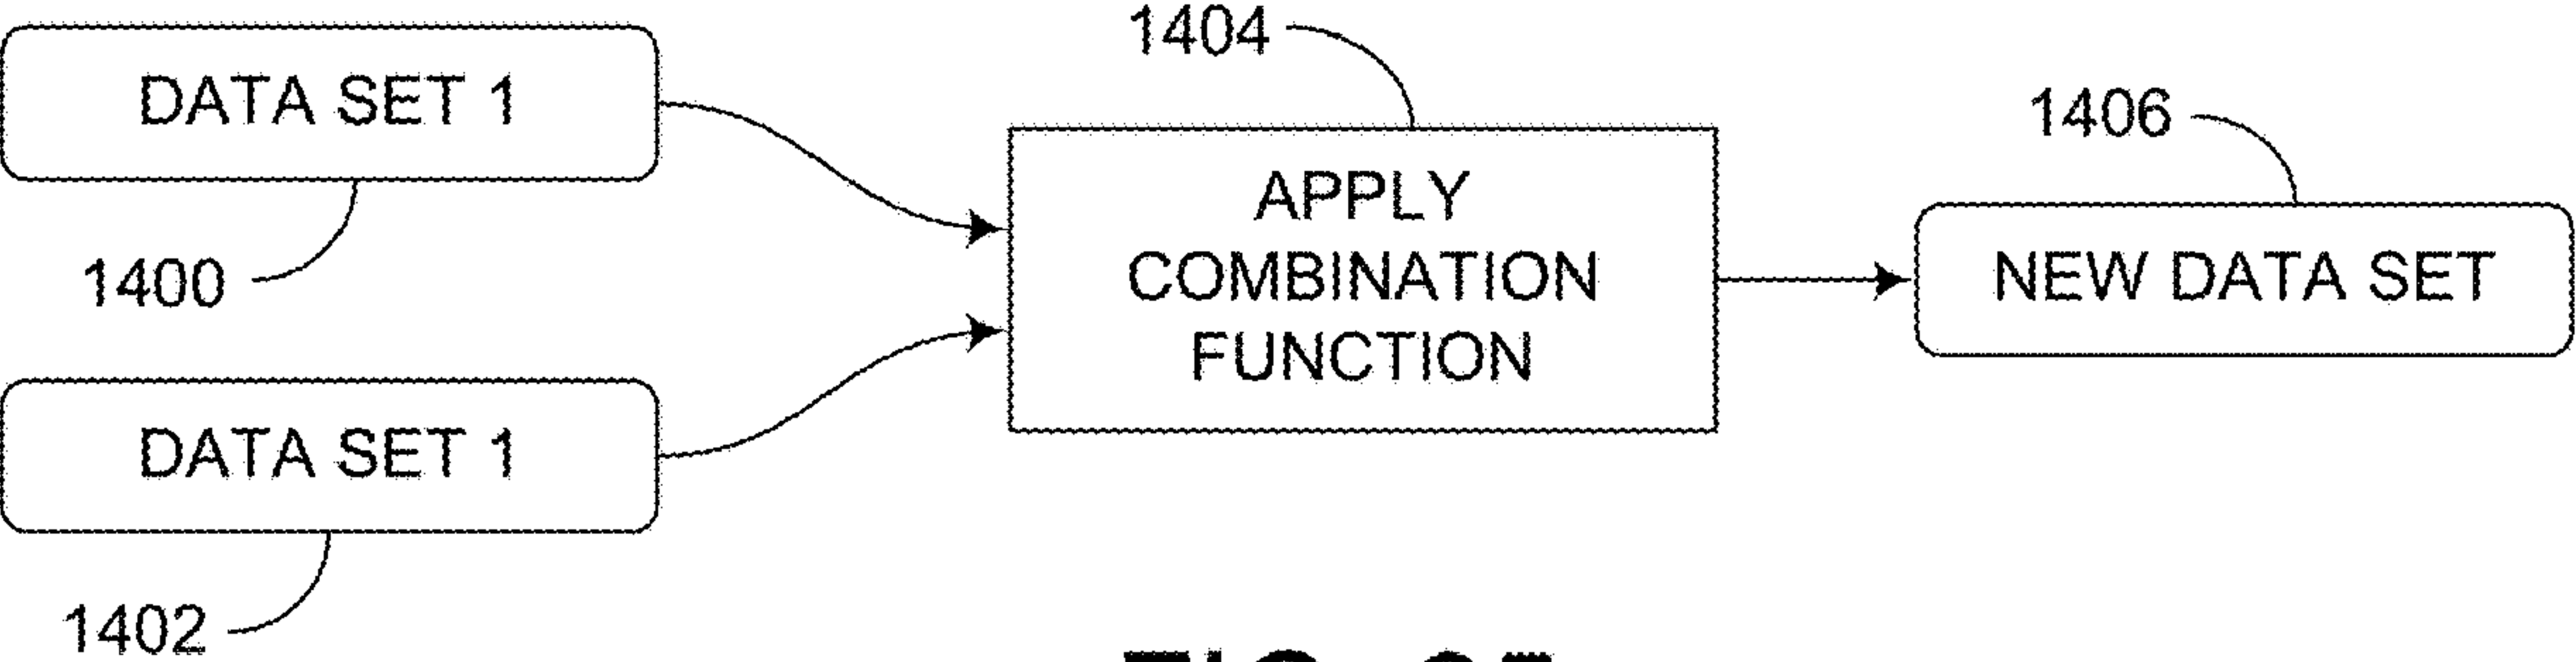 1404
DATA SET 1
1406
APPLY
COMBINATION
FUNCTION
NEW DATA SET
1400
DATA SET 1
1402